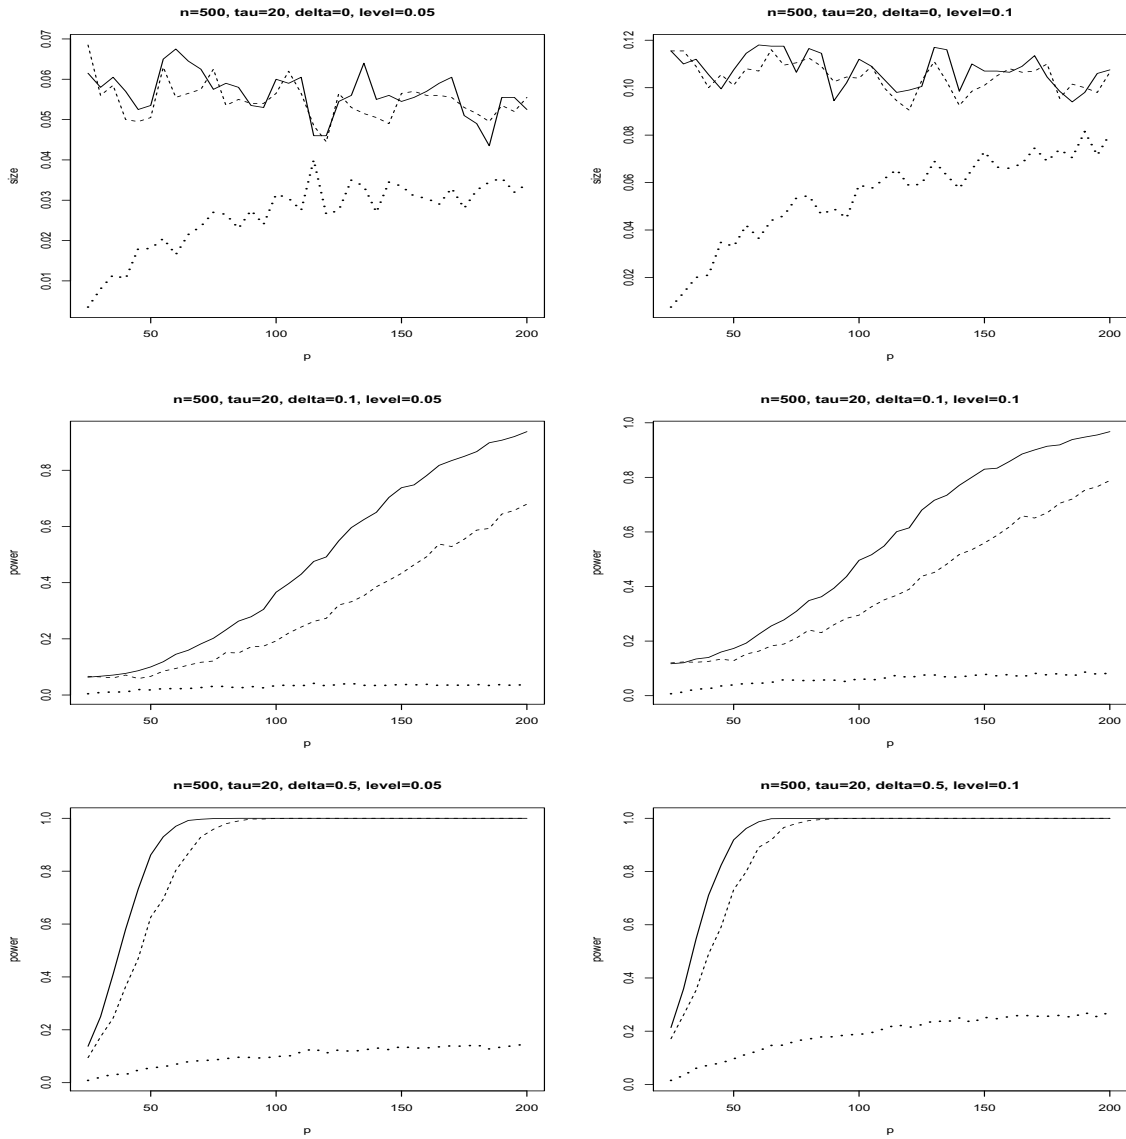 n=500, tau=20, delta=0, level=0.05
size
0.07
0.06
0.05
0.04
0.03
0.02
0.01
50 100 150 200
p
n=500, tau=20, delta=0, level=0.1
size
0.12
0.10
0.08
0.06
0.04
0.02
50 100 150 200
p
n=500, tau=20, delta=0.1, level=0.05
power
0.8
0.6
0.4
0.2
0.0
50 100 150 200
p
n=500, tau=20, delta=0.1, level=0.1
power
1.0
0.8
0.6
0.4
0.2
0.0
50 100 150 200
p
n=500, tau=20, delta=0.5, level=0.05
power
1.0
0.8
0.6
0.4
0.2
0.0
50 100 150 200
p
n=500, tau=20, delta=0.5, level=0.1
power
1.0
0.8
0.6
0.4
0.2
0.0
50 100 150 200
p